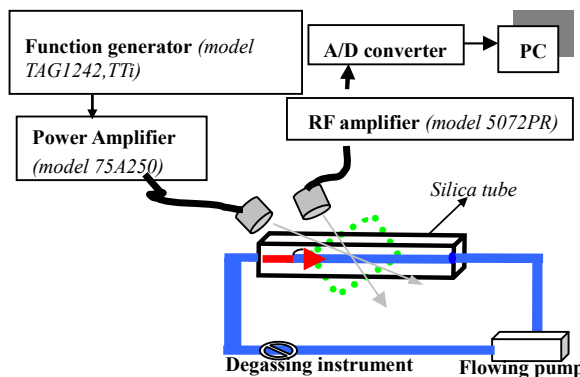 Function generator (model
TAG1242,TTi)
A/D converter
PC
Power Amplifier
(model 75A250)
RF amplifier (model 5072PR)
Silica tube
Degassing instrument
Flowing pump